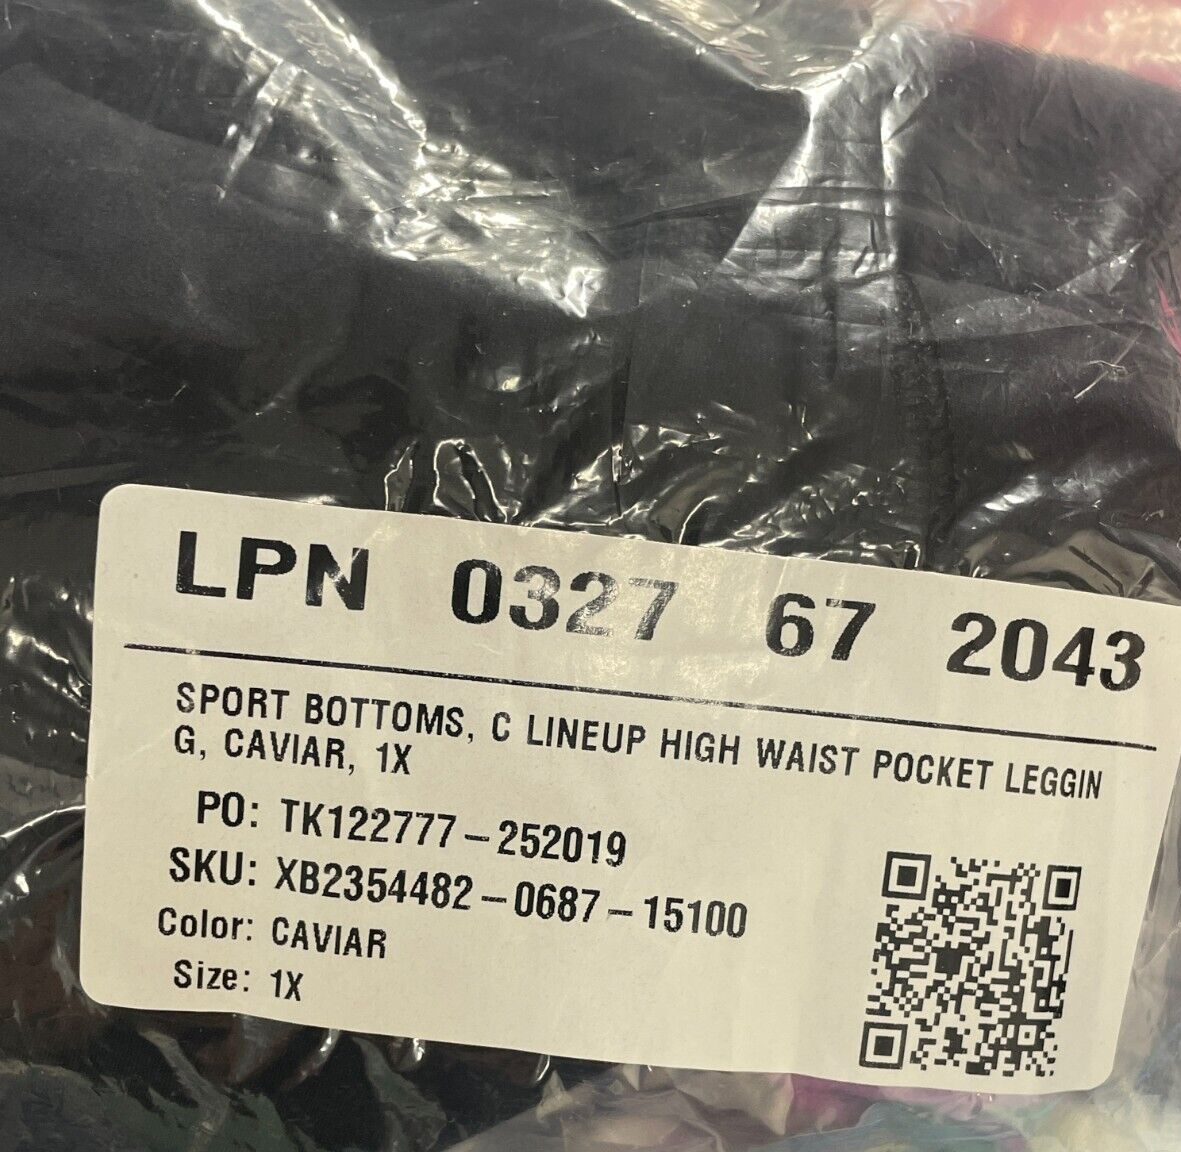 LPN 0327 67 2043
SPORT BOTTOMS, C LINEUP HIGH WAIST POCKET LEGGIN
G, CAVIAR, 1X
PO: TK122777-252019
SKU: XB2354482-0687-15100
Color: CAVIAR
Size: 1X